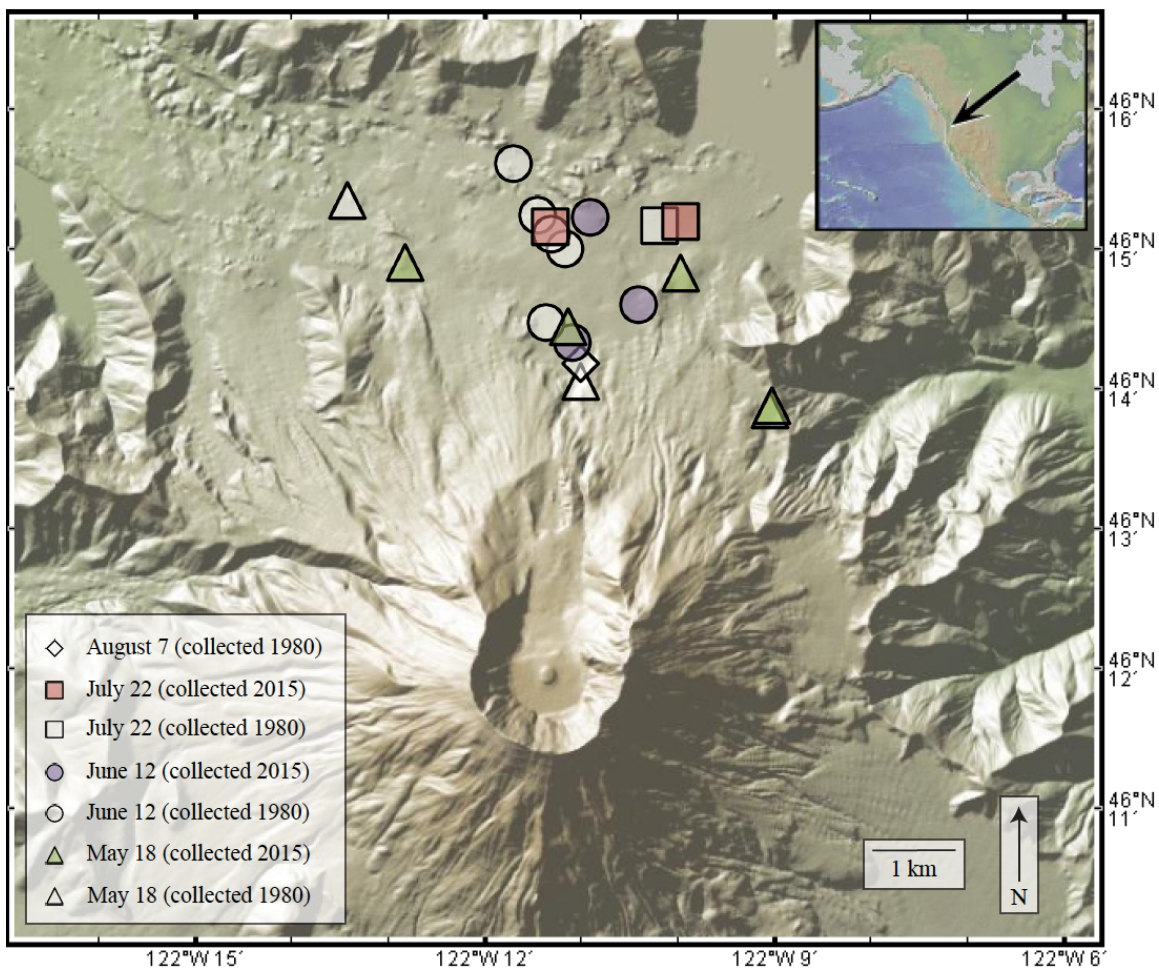 46°N
16´
46°N
15´
46°N
14´
46°N
13´
46°N
12´
46°N
11´
August 7 (collected 1980)
July 22 (collected 2015)
July 22 (collected 1980)
June 12 (collected 2015)
June 12 (collected 1980)
May 18 (collected 2015)
May 18 (collected 1980)
1 km
N
122°W 15´
122°W 12´
122°W 9´
122°W 6´